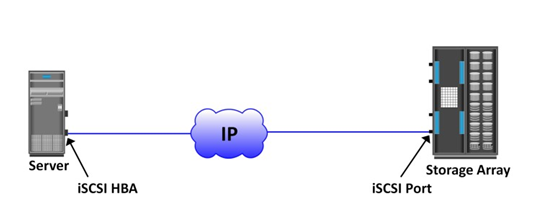 IP
Server
iSCSI HBA
iSCSI Port
Storage Array